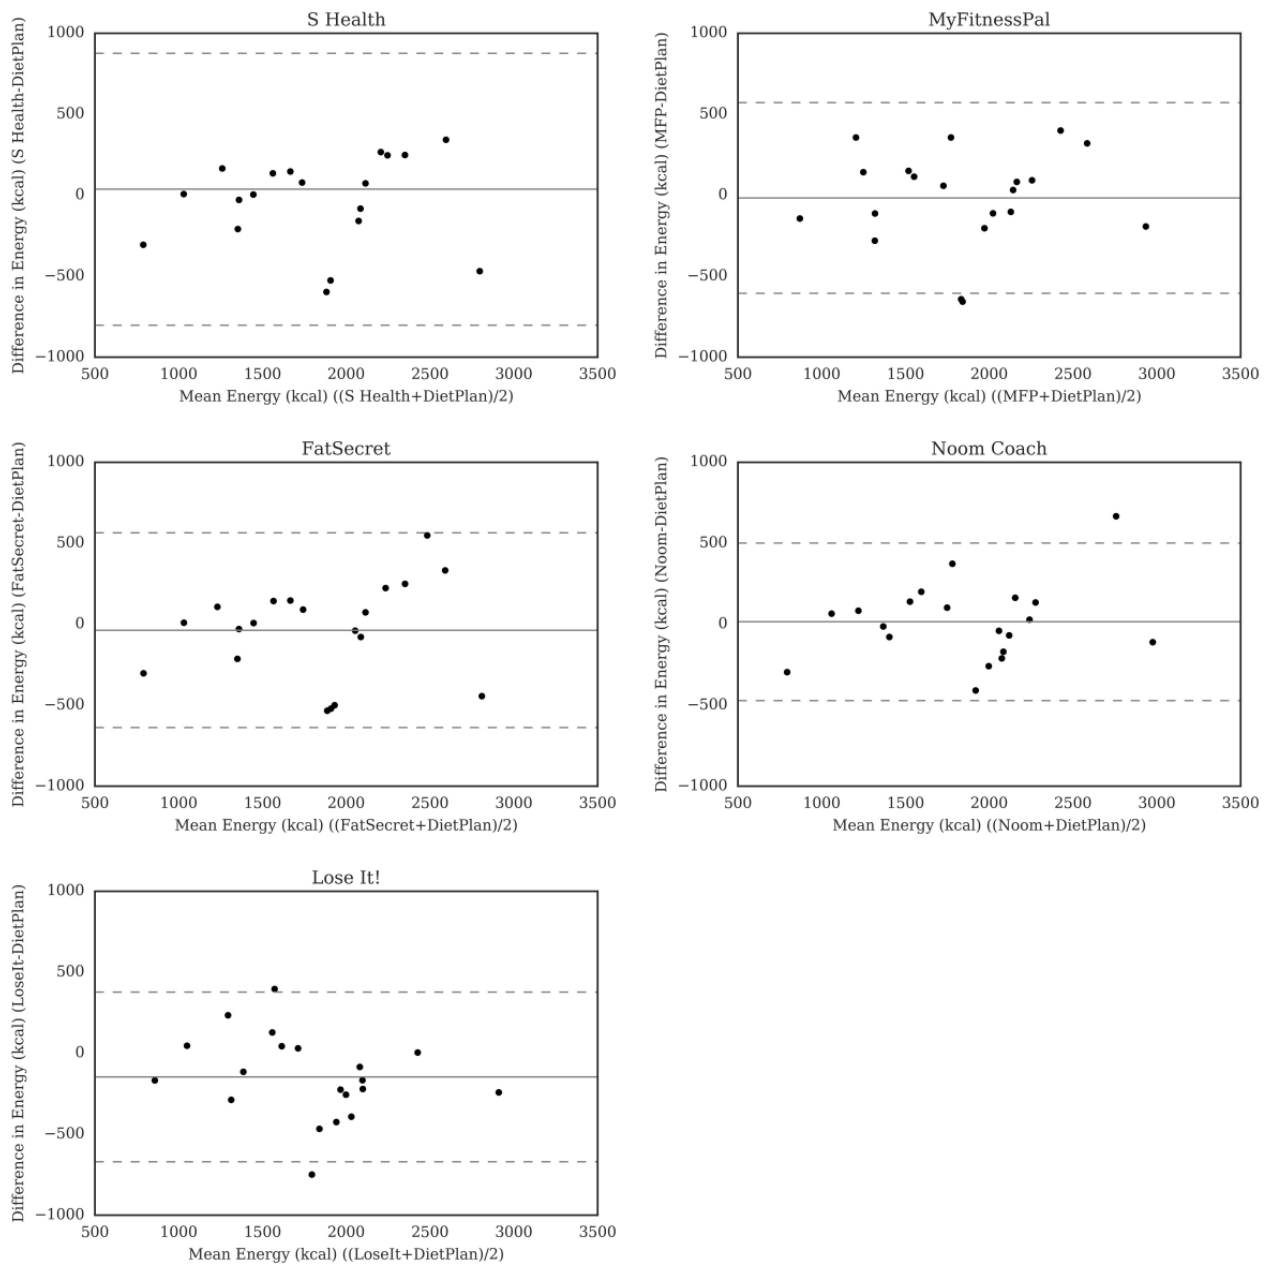 S Health
1000
500
0
−500
−1000
500 1000 1500 2000 2500 3000 3500
Mean Energy (kcal) ((S Health+DietPlan)/2)
Difference in Energy (kcal) (S Health-DietPlan)
MyFitnessPal
1000
500
0
−500
−1000
500 1000 1500 2000 2500 3000 3500
Mean Energy (kcal) ((MFP+DietPlan)/2)
Difference in Energy (kcal) (MFP-DietPlan)
FatSecret
1000
500
0
−500
−1000
500 1000 1500 2000 2500 3000 3500
Mean Energy (kcal) ((FatSecret+DietPlan)/2)
Difference in Energy (kcal) (FatSecret-DietPlan)
Noom Coach
1000
500
0
−500
−1000
500 1000 1500 2000 2500 3000 3500
Mean Energy (kcal) ((Noom+DietPlan)/2)
Difference in Energy (kcal) (Noom-DietPlan)
Lose It!
1000
500
0
−500
−1000
500 1000 1500 2000 2500 3000 3500
Mean Energy (kcal) ((LoseIt+DietPlan)/2)
Difference in Energy (kcal) (LoseIt-DietPlan)